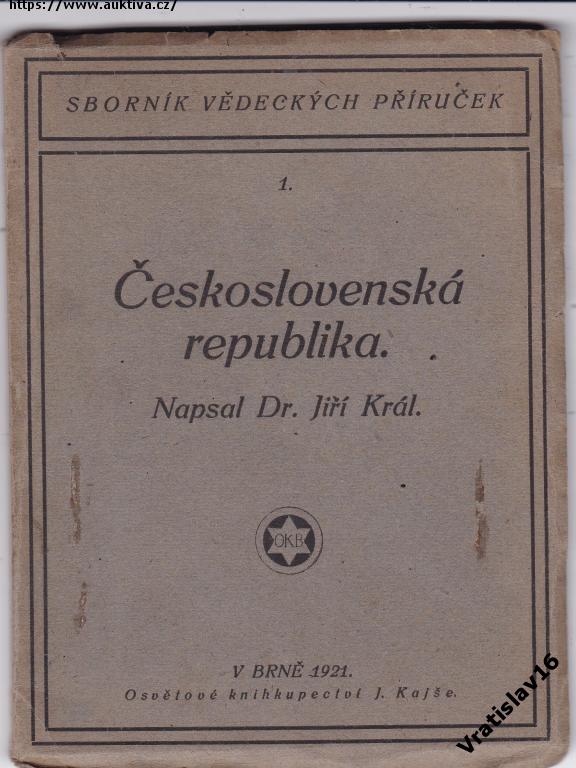 https://www.auktiva.cz/
SBORNÍK VĚDECKÝCH PŘÍRUČEK
1.
Československá
republika.
Napsal Dr. Jiří Král.
OKB
V BRNĚ 1921.
Osvětové knihkupectví J. Kajše.
Vratislav16